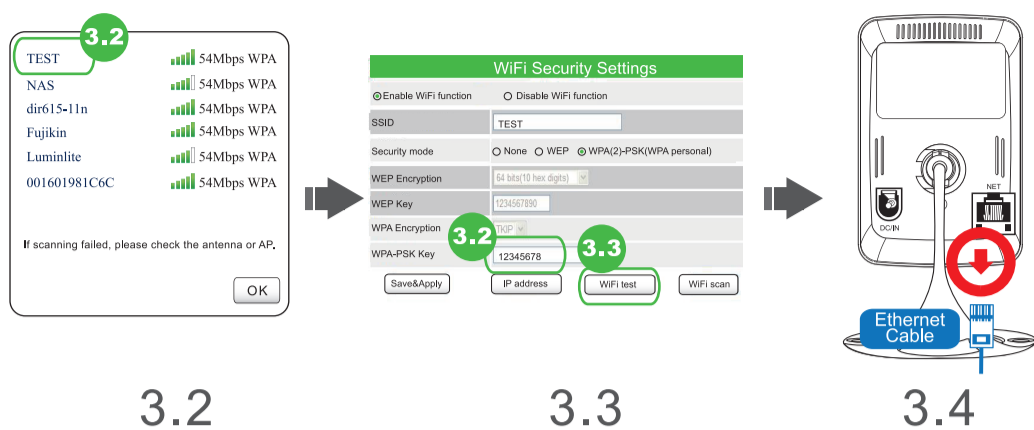 3.2
TEST 54Mbps WPA
NAS 54Mbps WPA
dir615-11n 54Mbps WPA
Fujikin 54Mbps WPA
Luminlite 54Mbps WPA
001601981C6C 54Mbps WPA
If scanning failed, please check the antenna or AP.
OK
3.2
WiFi Security Settings
Enable WiFi function Disable WiFi function
SSID TEST
Security mode None WEP WPA(2)-PSK(WPA personal)
WEP Encryption 64 bits(10 hex digits)
WEP Key 1234567890
WPA Encryption TKIP
3.2
3.3
WPA-PSK Key 12345678
Save&Apply IP address WiFi test WiFi scan
3.3
NET
DC/IN
Ethernet
Cable
3.4